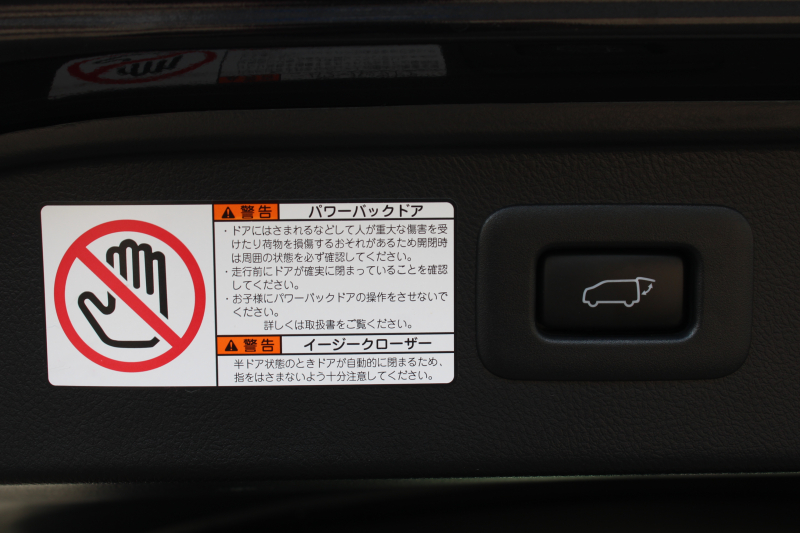 警告 パワーバックドア
・ドアにはさまれるなどして人が重大な傷害を受
けたり荷物を損傷するおそれがあるため開閉時
は周囲の状態を必ず確認してください。
・走行前にドアが確実に閉まっていることを確認
してください。
・お子様にパワーバックドアの操作をさせないで
ください。
詳しくは取扱書をご覧ください。
警告 イージークローザー
半ドア状態のときドアが自動的に閉まるため、
指をはさまないよう十分注意してください。